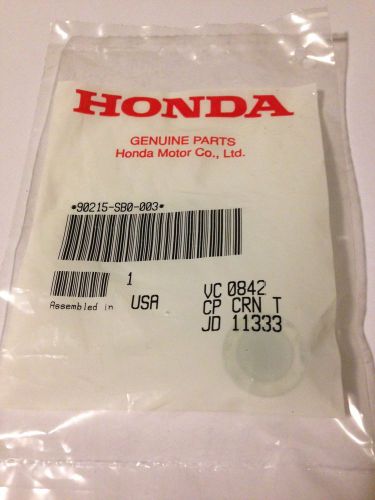 HONDA
GENUINE PARTS
Honda Motor Co., Ltd.
*90215-SB0-003*
1
Assembled in USA
VC 0842
CP CRN T
JD 11333